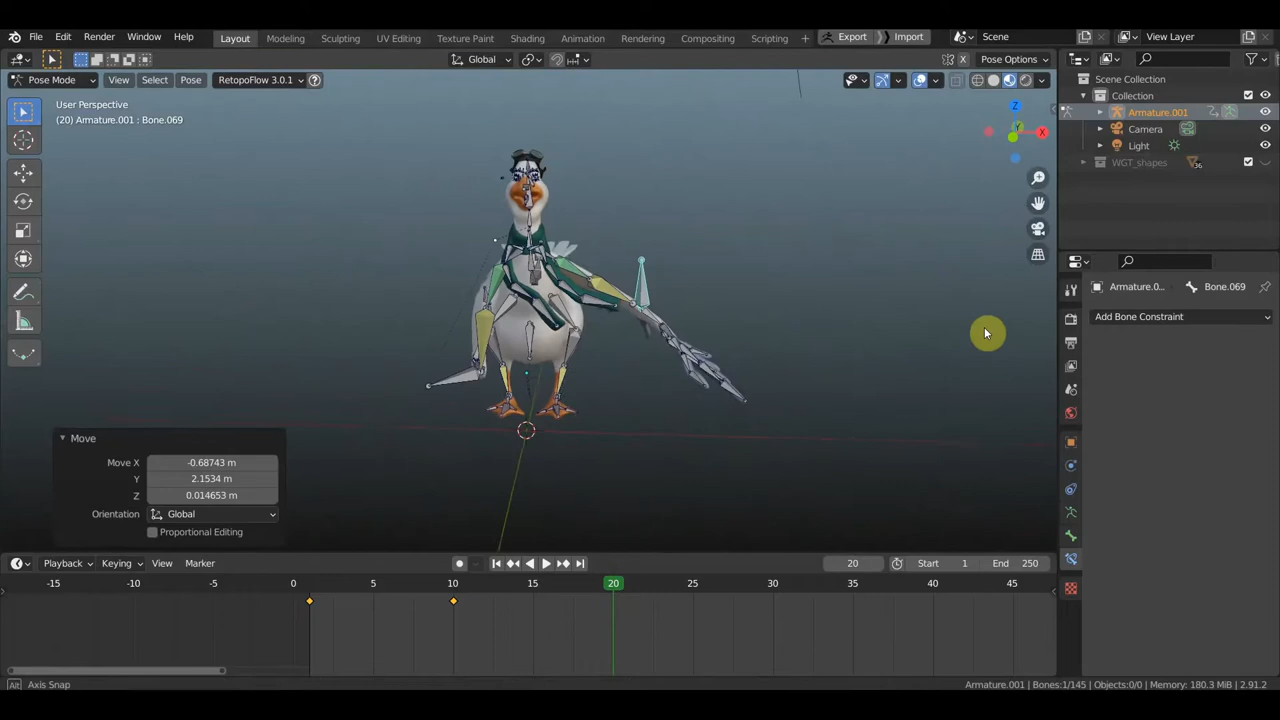 File Edit Render Window Help Layout Modeling Sculpting UV Editing Texture Paint Shading Animation Rendering Compositing Scripting + Export Import Scene View Layer
Global Pose Options
Pose Mode View Select Pose RetopoFlow 3.0.1
Scene Collection
Collection
Armature.001
Camera
Light
WGT_shapes 36
User Perspective
(20) Armature.001 : Bone.069
Z
Y
X
Armature.0... Bone.069
Add Bone Constraint
Move
Move X -0.68743 m
Y 2.1534 m
Z 0.014653 m
Orientation Global
Proportional Editing
Playback Keying View Marker 20 Start 1 End 250
-15 -10 -5 0 5 10 15 20 25 30 35 40 45
Alt Axis Snap
Armature.001 | Bones:1/145 | Objects:0/0 | Memory: 180.3 MiB | 2.91.2